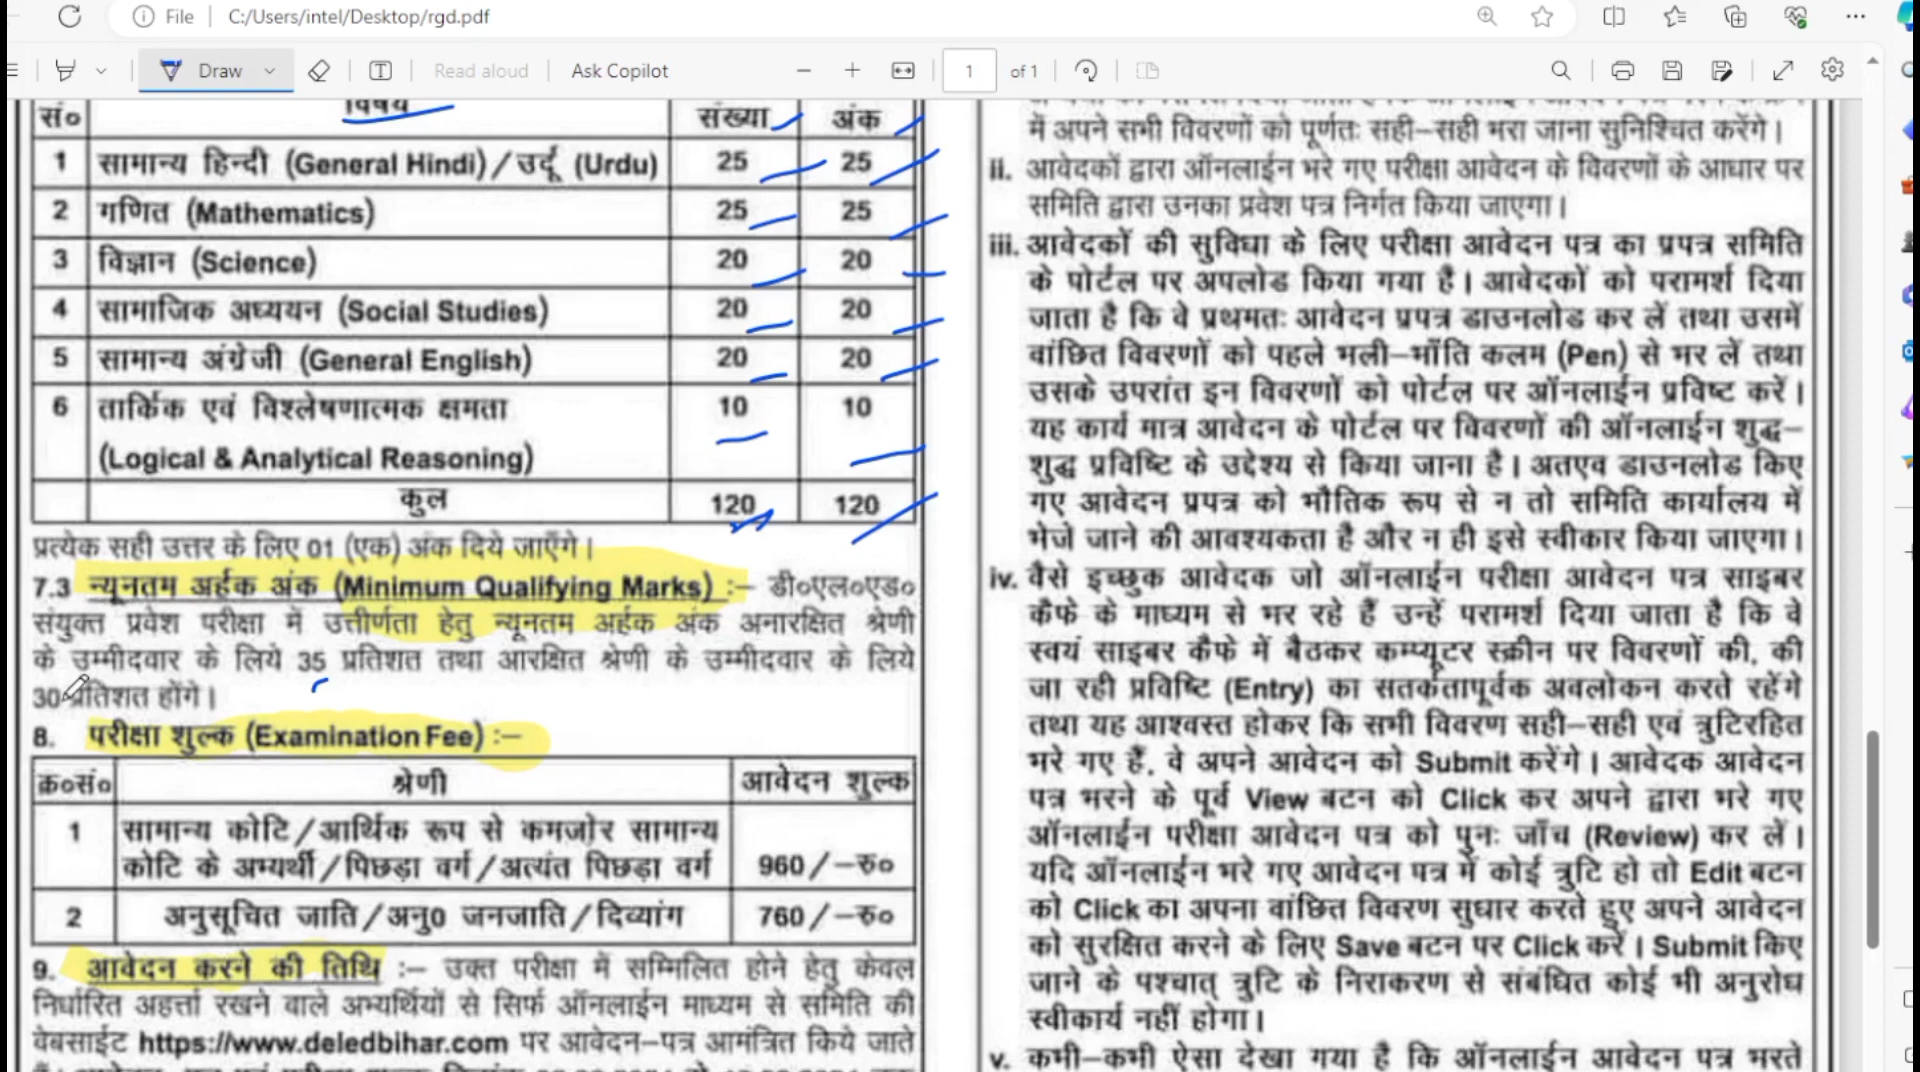 File
C:/Users/intel/Desktop/rgd.pdf
Draw
Read aloud
Ask Copilot
1
of 1
सं० विषय संख्या अंक
1 सामान्य हिन्दी (General Hindi)/उर्दू (Urdu) 25 25
2 गणित (Mathematics) 25 25
3 विज्ञान (Science) 20 20
4 सामाजिक अध्ययन (Social Studies) 20 20
5 सामान्य अंग्रेजी (General English) 20 20
6 तार्किक एवं विश्लेषणात्मक क्षमता 10 10
(Logical & Analytical Reasoning)
कुल 120 120
प्रत्येक सही उत्तर के लिए 01 (एक) अंक दिये जाएँगे।
7.3 न्यूनतम अर्हक अंक (Minimum Qualifying Marks) :– डी०एल०एड०
संयुक्त प्रवेश परीक्षा में उत्तीर्णता हेतु न्यूनतम अर्हक अंक अनारक्षित श्रेणी
के उम्मीदवार के लिये 35 प्रतिशत तथा आरक्षित श्रेणी के उम्मीदवार के लिये
30 प्रतिशत होंगे।
8. परीक्षा शुल्क (Examination Fee) :–
क्र०सं० श्रेणी आवेदन शुल्क
1 सामान्य कोटि/आर्थिक रूप से कमजोर सामान्य
कोटि के अभ्यर्थी/पिछड़ा वर्ग/अत्यंत पिछड़ा वर्ग 960/–रु०
2 अनुसूचित जाति/अनु0 जनजाति/दिव्यांग 760/–रु०
9. आवेदन करने की तिथि :– उक्त परीक्षा में सम्मिलित होने हेतु केवल
निर्धारित अहर्त्ता रखने वाले अभ्यर्थियों से सिर्फ ऑनलाईन माध्यम से समिति की
वेबसाईट https://www.deledbihar.com पर आवेदन–पत्र आमंत्रित किये जाते
में अपने सभी विवरणों को पूर्णतः सही–सही भरा जाना सुनिश्चित करेंगे।
ii. आवेदकों द्वारा ऑनलाईन भरे गए परीक्षा आवेदन के विवरणों के आधार पर
समिति द्वारा उनका प्रवेश पत्र निर्गत किया जाएगा।
iii. आवेदकों की सुविधा के लिए परीक्षा आवेदन पत्र का प्रपत्र समिति
के पोर्टल पर अपलोड किया गया है। आवेदकों को परामर्श दिया
जाता है कि वे प्रथमतः आवेदन प्रपत्र डाउनलोड कर लें तथा उसमें
वांछित विवरणों को पहले भली–भाँति कलम (Pen) से भर लें तथा
उसके उपरांत इन विवरणों को पोर्टल पर ऑनलाईन प्रविष्ट करें।
यह कार्य मात्र आवेदन के पोर्टल पर विवरणों की ऑनलाईन शुद्ध–
शुद्ध प्रविष्टि के उद्देश्य से किया जाना है। अतएव डाउनलोड किए
गए आवेदन प्रपत्र को भौतिक रूप से न तो समिति कार्यालय में
भेजे जाने की आवश्यकता है और न ही इसे स्वीकार किया जाएगा।
iv. वैसे इच्छुक आवेदक जो ऑनलाईन परीक्षा आवेदन पत्र साइबर
कैफे के माध्यम से भर रहे हैं उन्हें परामर्श दिया जाता है कि वे
स्वयं साइबर कैफे में बैठकर कम्प्यूटर स्क्रीन पर विवरणों की, की
जा रही प्रविष्टि (Entry) का सतर्कतापूर्वक अवलोकन करते रहेंगे
तथा यह आश्वस्त होकर कि सभी विवरण सही–सही एवं त्रुटिरहित
भरे गए हैं, वे अपने आवेदन को Submit करेंगे। आवेदक आवेदन
पत्र भरने के पूर्व View बटन को Click कर अपने द्वारा भरे गए
ऑनलाईन परीक्षा आवेदन पत्र को पुनः जाँच (Review) कर लें।
यदि ऑनलाईन भरे गए आवेदन पत्र में कोई त्रुटि हो तो Edit बटन
को Click का अपना वांछित विवरण सुधार करते हुए अपने आवेदन
को सुरक्षित करने के लिए Save बटन पर Click करें। Submit किए
जाने के पश्चात् त्रुटि के निराकरण से संबंधित कोई भी अनुरोध
स्वीकार्य नहीं होगा।
v. कभी–कभी ऐसा देखा गया है कि ऑनलाईन आवेदन पत्र भरते